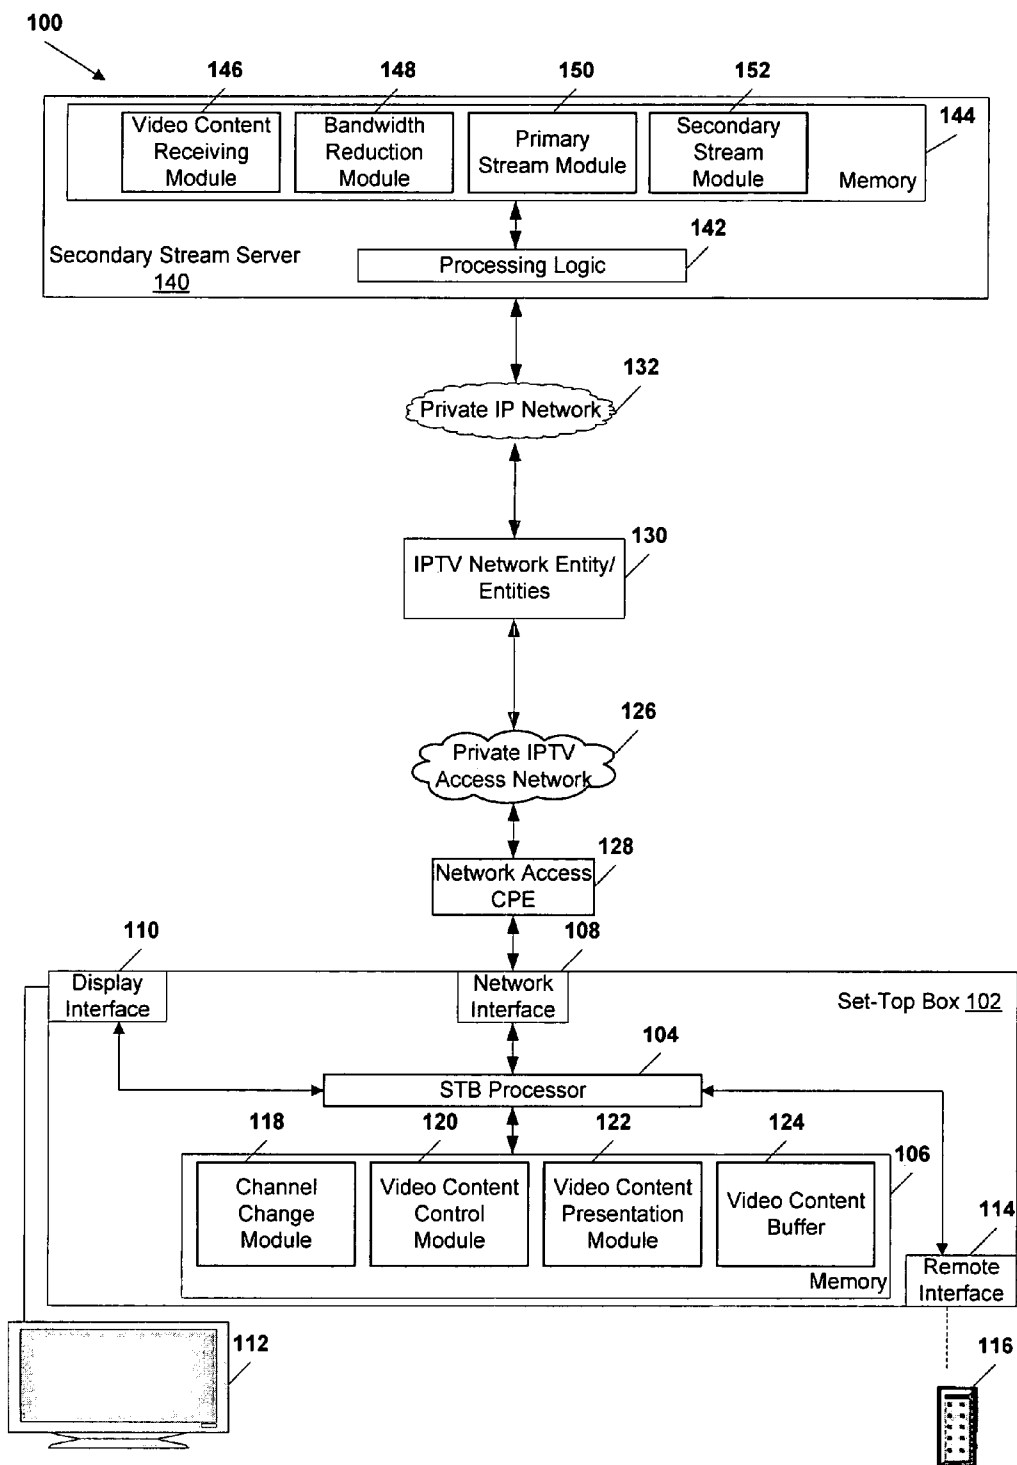 100
146
148
150
152
Video Content
Receiving
Module
Bandwidth
Reduction
Module
Primary
Stream Module
Secondary
Stream
Module
144
Memory
142
Secondary Stream Server
140
Processing Logic
132
Private IP Network
130
IPTV Network Entity/
Entities
126
Private IPTV
Access Network
128
Network Access
CPE
110
108
Display
Interface
Network
Interface
Set-Top Box 102
104
STB Processor
118
120
122
124
106
Channel
Change
Module
Video Content
Control
Module
Video Content
Presentation
Module
Video Content
Buffer
Memory
114
Remote
Interface
112
116